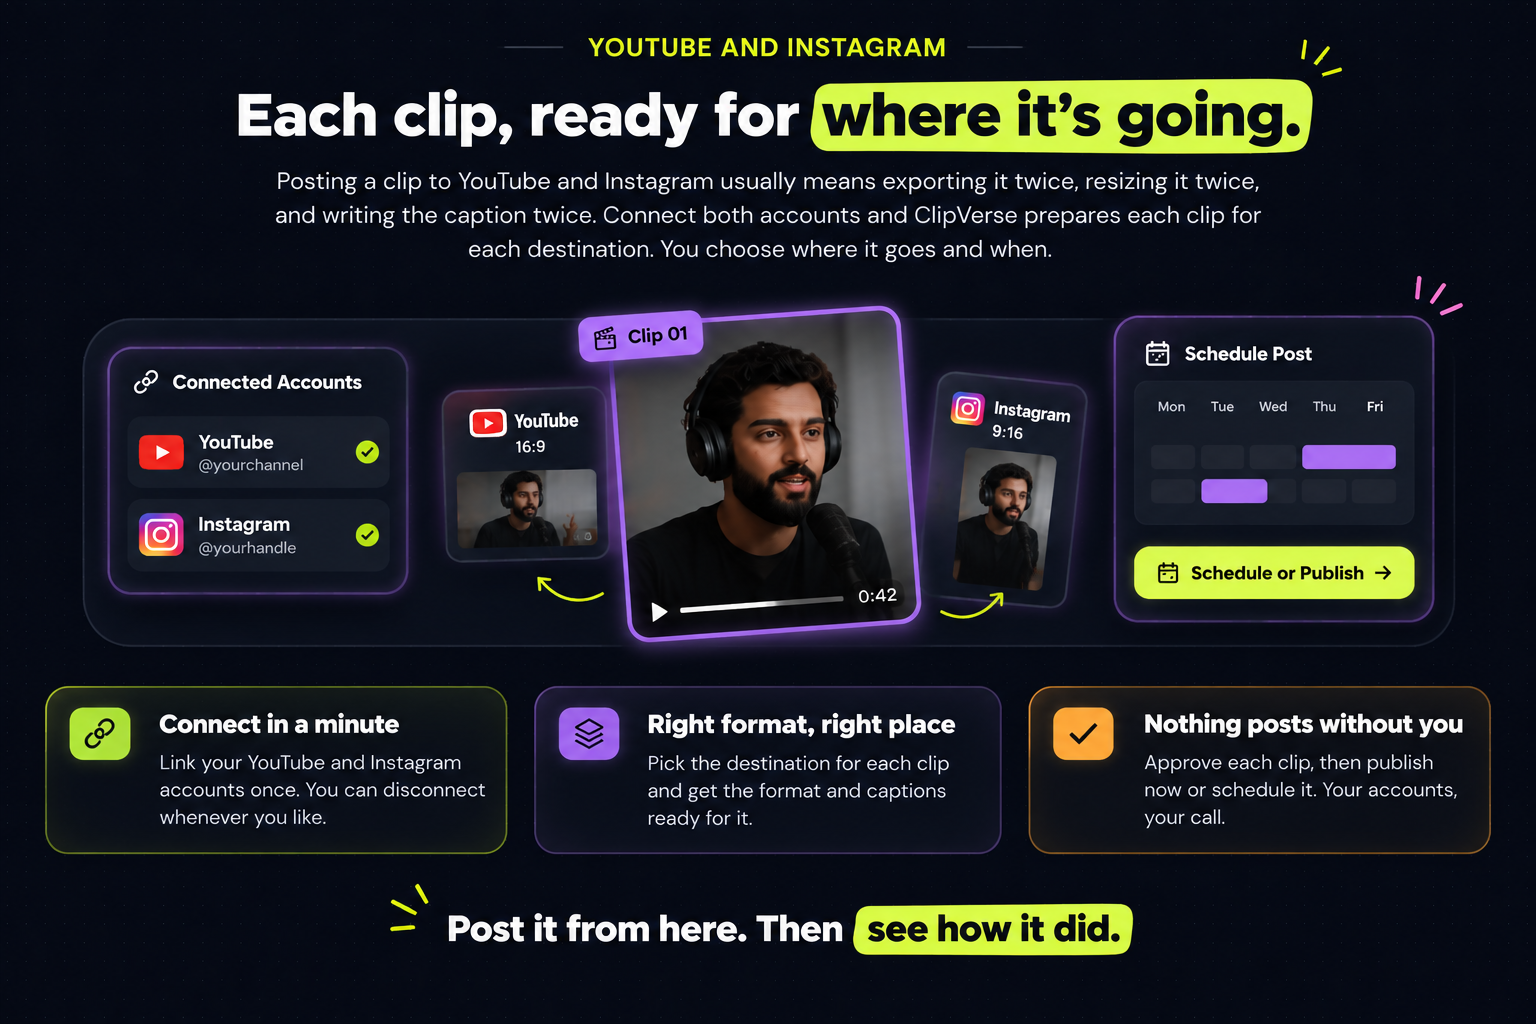 YOUTUBE AND INSTAGRAM
Each clip, ready for where it's going.
Posting a clip to YouTube and Instagram usually means exporting it twice, resizing it twice,
and writing the caption twice. Connect both accounts and ClipVerse prepares each clip for
each destination. You choose where it goes and when.
Connected Accounts
YouTube
@yourchannel
Instagram
@yourhandle
YouTube
16:9
Clip 01
0:42
Instagram
9:16
Schedule Post
Mon Tue Wed Thu Fri
Schedule or Publish →
Connect in a minute
Link your YouTube and Instagram
accounts once. You can disconnect
whenever you like.
Right format, right place
Pick the destination for each clip
and get the format and captions
ready for it.
Nothing posts without you
Approve each clip, then publish
now or schedule it. Your accounts,
your call.
Post it from here. Then see how it did.